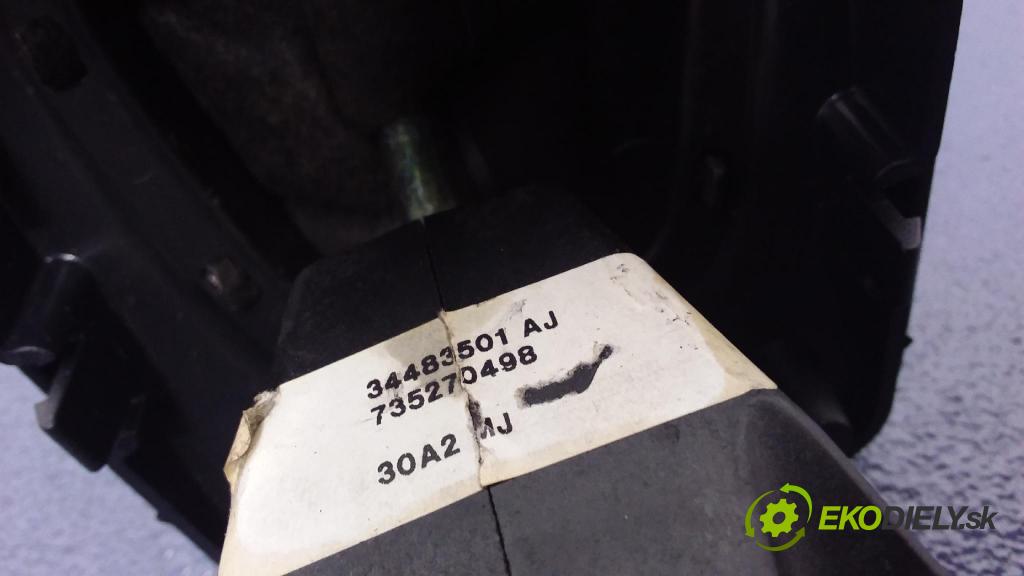 34483501 AJ
735270498
30A2 MJ
EKODIELY.sk